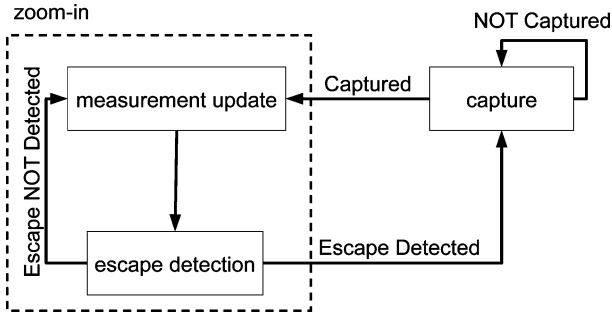 zoom-in
NOT Captured
measurement update
Captured
capture
Escape NOT Detected
escape detection
Escape Detected